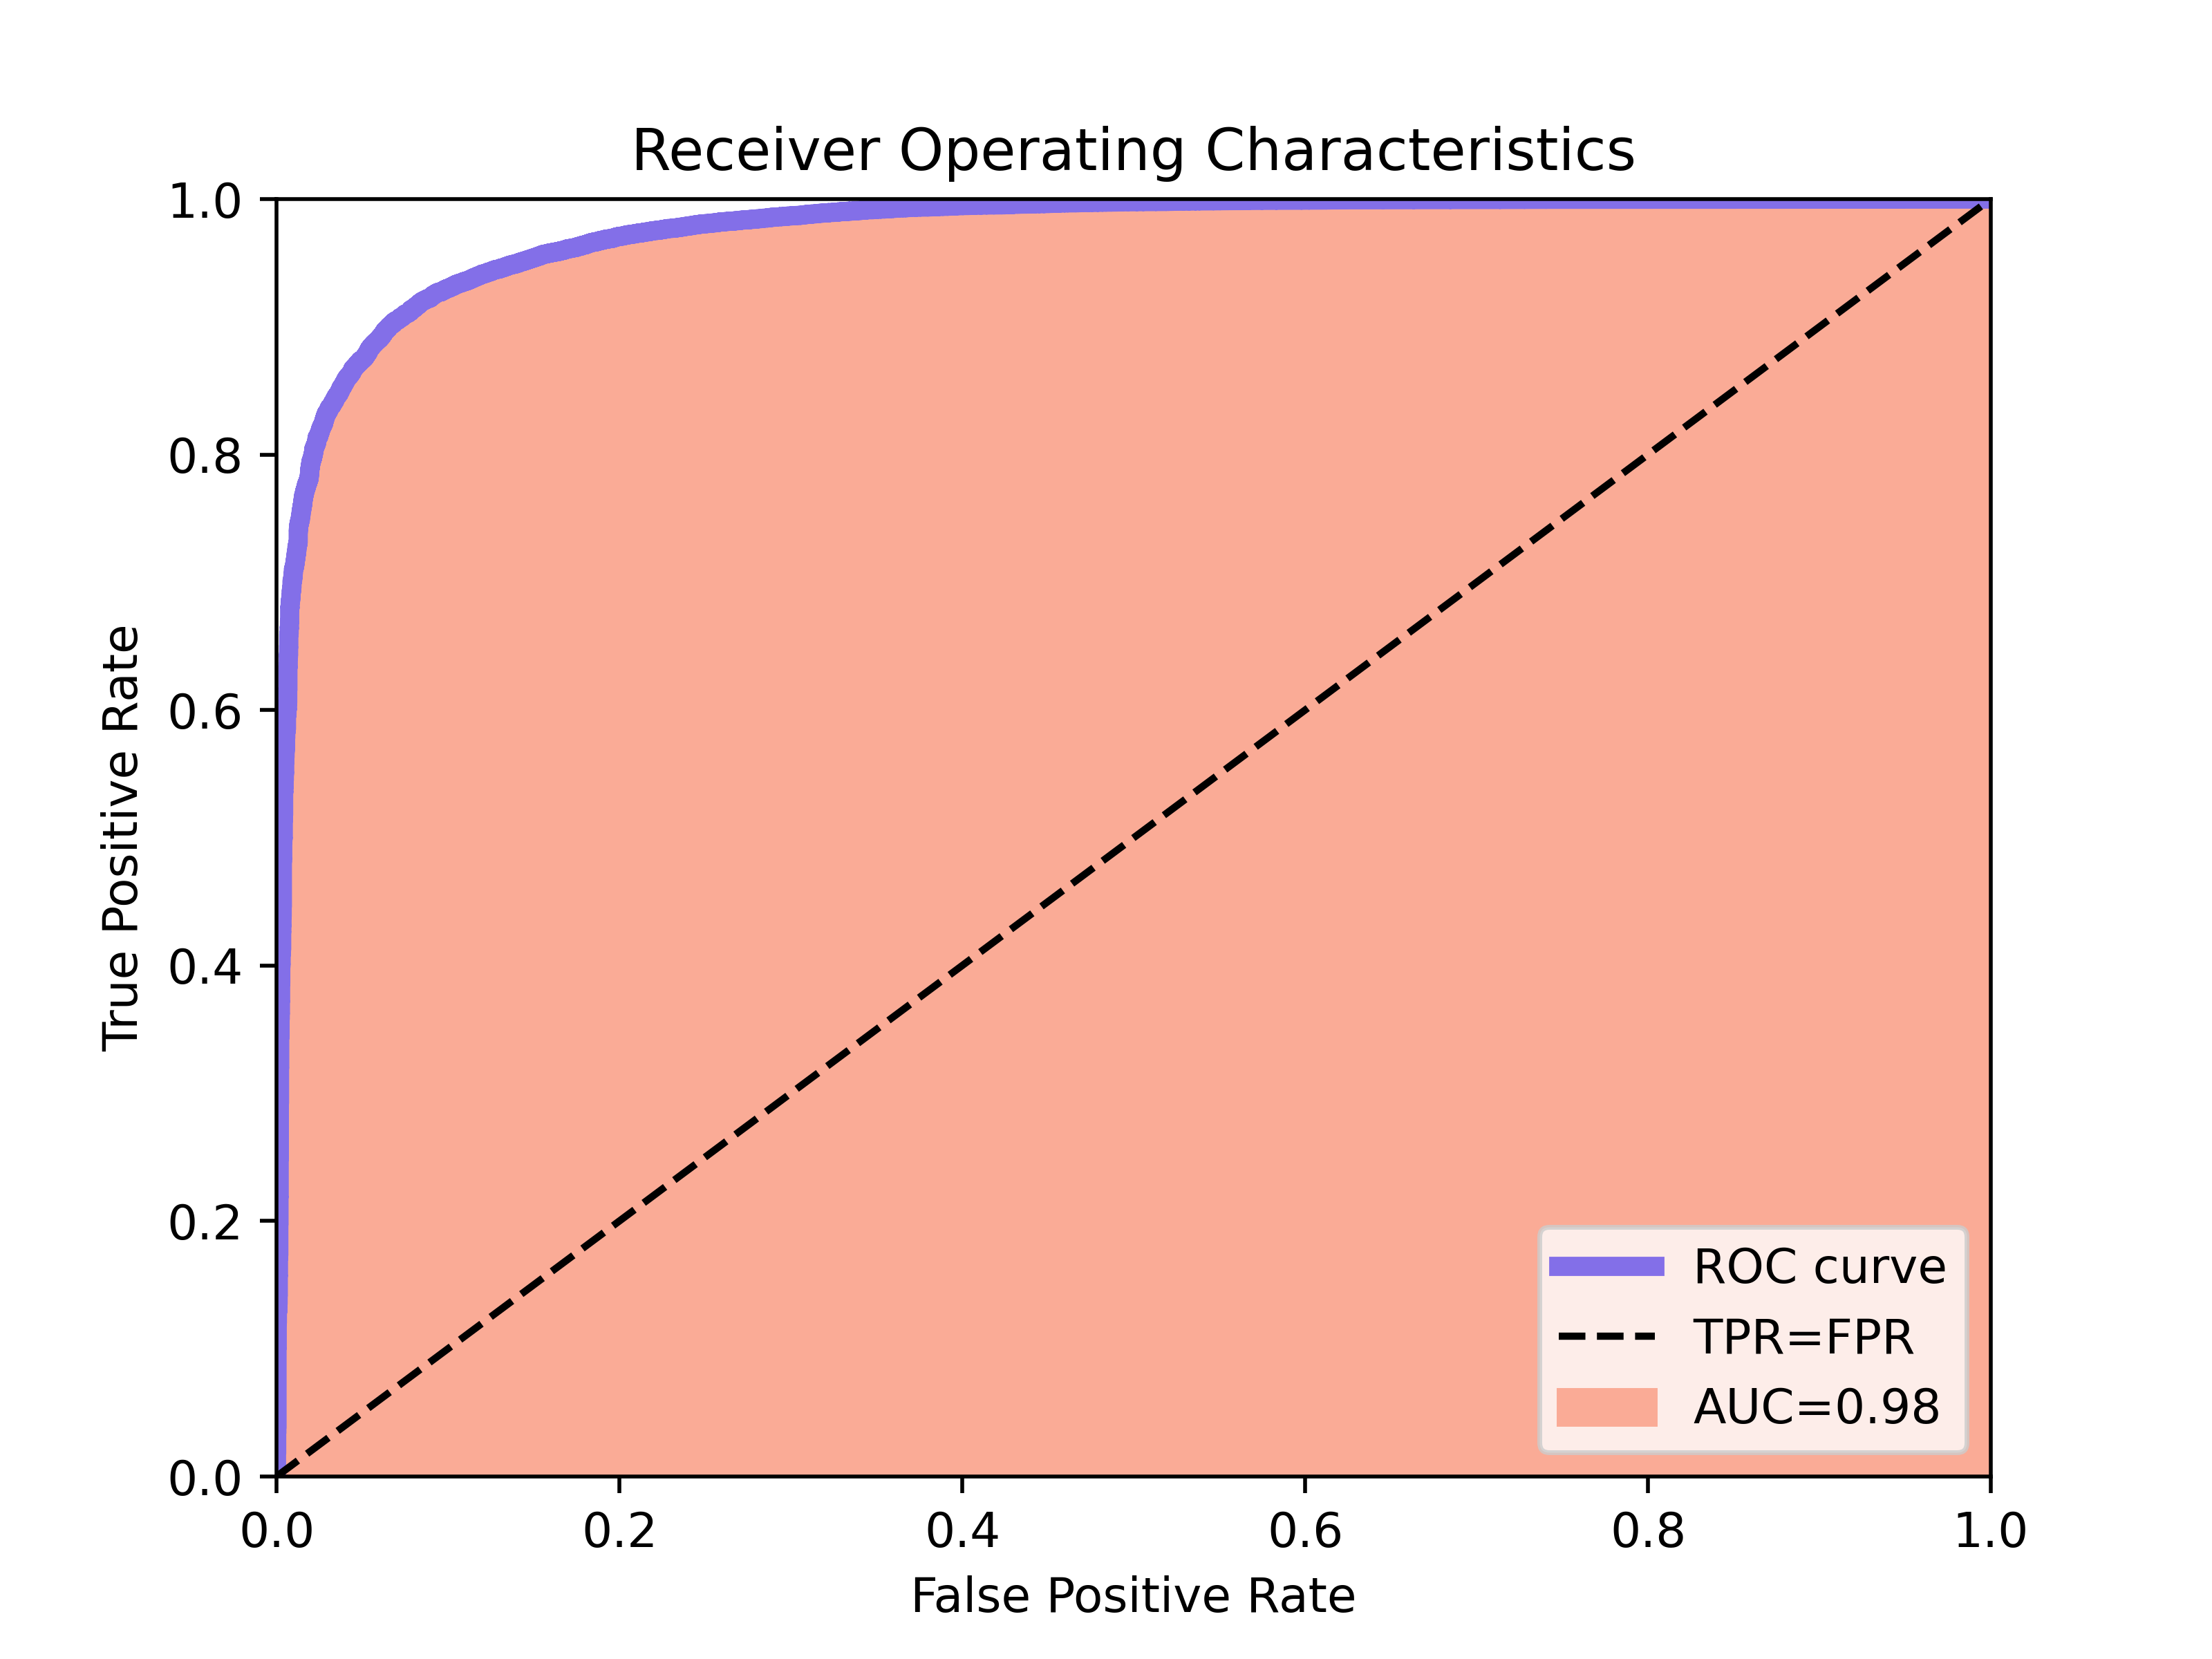 Receiver Operating Characteristics
1.0
0.8
0.6
0.4
0.2
0.0
True Positive Rate
0.0 0.2 0.4 0.6 0.8 1.0
False Positive Rate
ROC curve
TPR=FPR
AUC=0.98